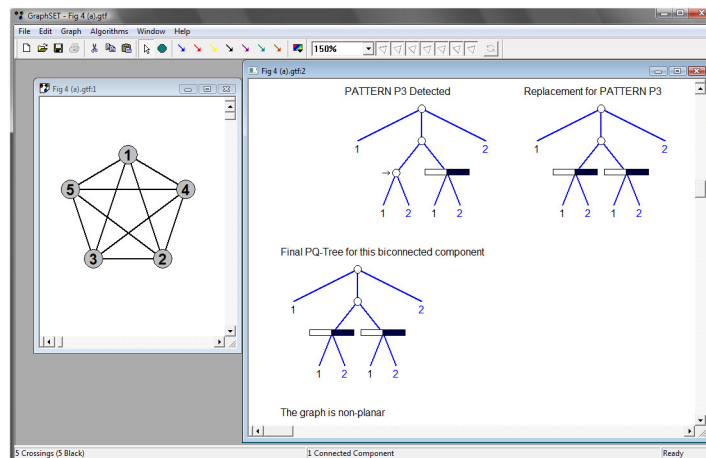 GraphSET - Fig 4 (a).gtf
File Edit Graph Algorithms Window Help
150%
Fig 4 (a).gtf:1
1
5 4
3 2
Fig 4 (a).gtf:2
PATTERN P3 Detected Replacement for PATTERN P3
1 2 1 2
1 2 1 2 1 2 1 2
Final PQ-Tree for this biconnected component
1 2
1 2 1 2
The graph is non-planar
5 Crossings (5 Black) 1 Connected Component Ready